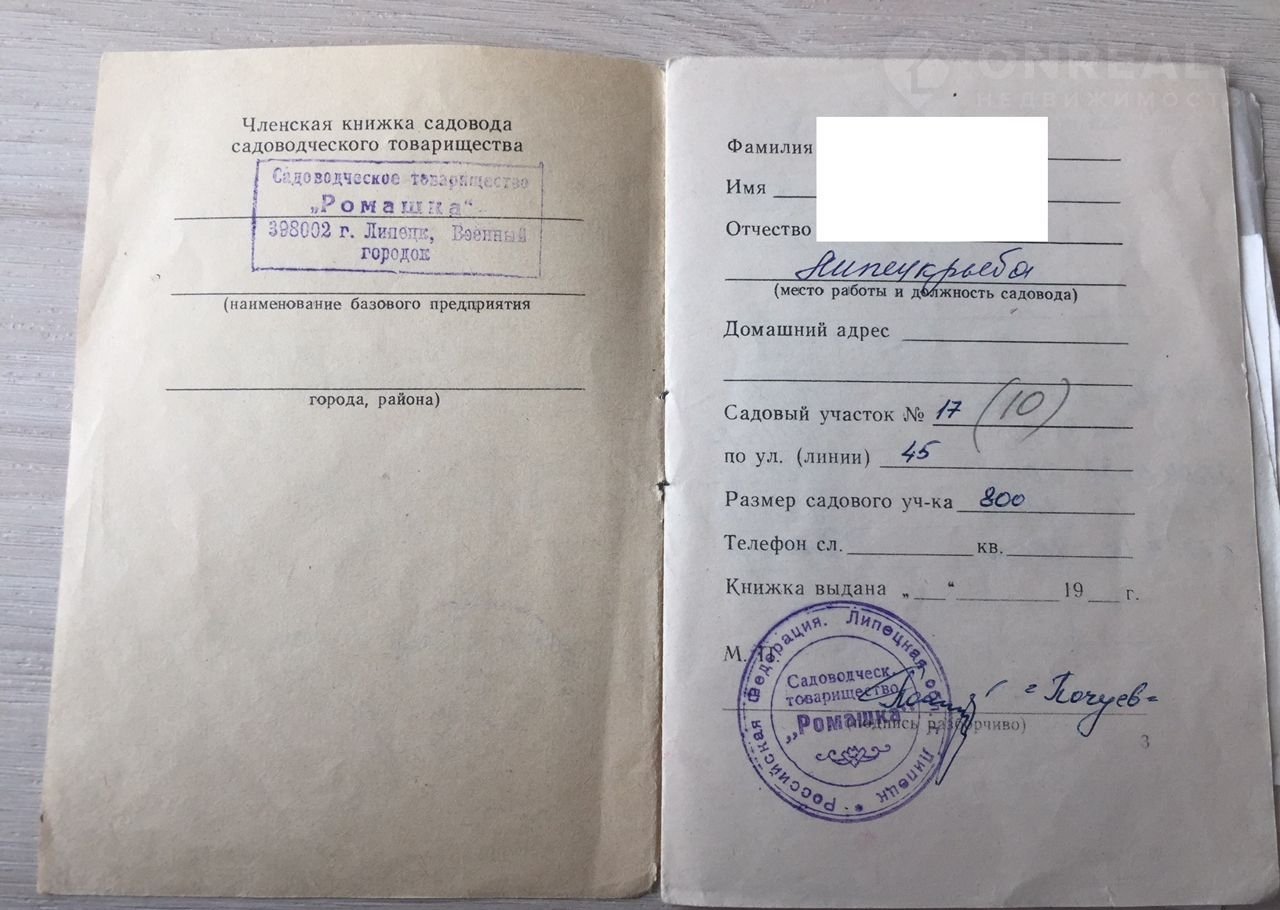 Членская книжка садовода
садоводческого товарищества
Садоводческое товарищество
„Ромашка“
398002 г. Липецк, Военный
городок
(наименование базового предприятия
города, района)
ONREAL
НЕДВИЖИМОСТ
Фамилия
Имя
Отчество
Липецкрыба
(место работы и должность садовода)
Домашний адрес
Садовый участок № 17 (10)
по ул. (линии) 45
Размер садового уч-ка 800
Телефон сл. кв.
Книжка выдана „ “ 19 г.
М. П.
Российская Федерация. Липецкая обл. г. Липецк *
Садоводческ.
товарищество
„Ромашка“
=Почуев=
(подпись разборчиво)
3